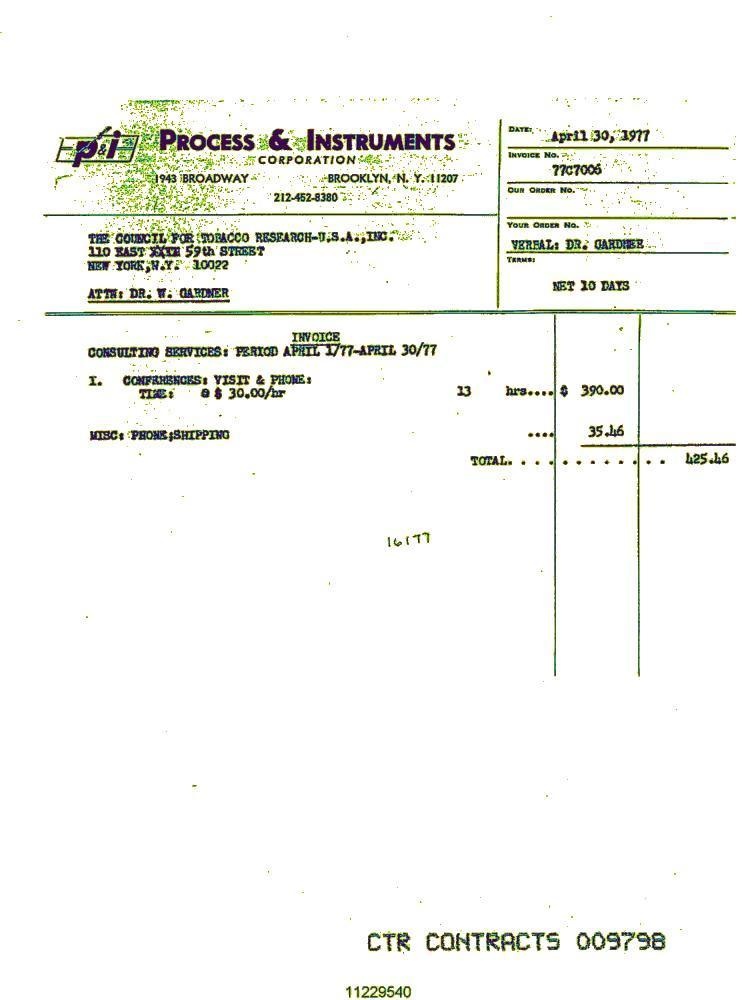 p&i PROCESS & INSTRUMENTS
CORPORATION
1943 BROADWAY BROOKLYN, N. Y. 11207
212-452-8380
DATE: April 30, 1977
INVOICE NO.
77C7006
OUR ORDER NO.
YOUR ORDER NO.
VERBAL: DR. GARDNER
TERMS:
NET 10 DAYS
THE COUNCIL FOR TOBACCO RESEARCH-U.S.A.,INC.
110 EAST 59th STREET
NEW YORK,N.Y. 10022
ATTN: DR. W. GARDNER
INVOICE
CONSULTING SERVICES: PERIOD APRIL 1/77-APRIL 30/77
I. CONFERENCES: VISIT & PHONE:
TIME: @ $ 30.00/hr 13 hrs.... $ 390.00
MISC: PHONE;SHIPPING .... 35.46
TOTAL. . . . . . . . . . . . 425.46
16177
CTR CONTRACTS 009798
11229540